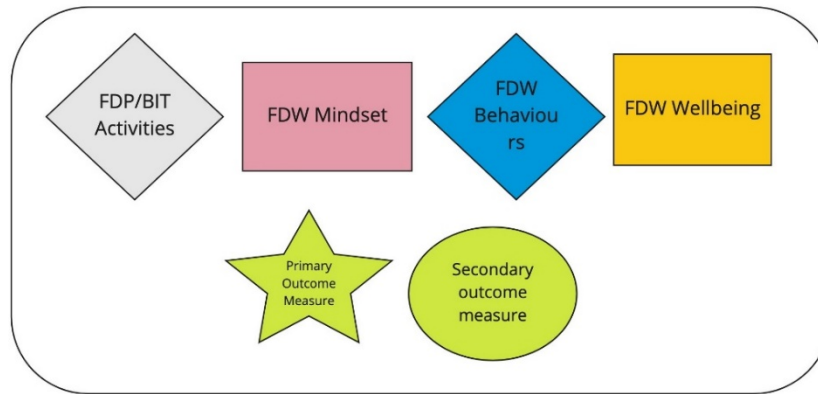 FDP/BIT
Activities
FDW Mindset
FDW
Behaviou
rs
FDW Wellbeing
Primary
Outcome
Measure
Secondary
outcome
measure